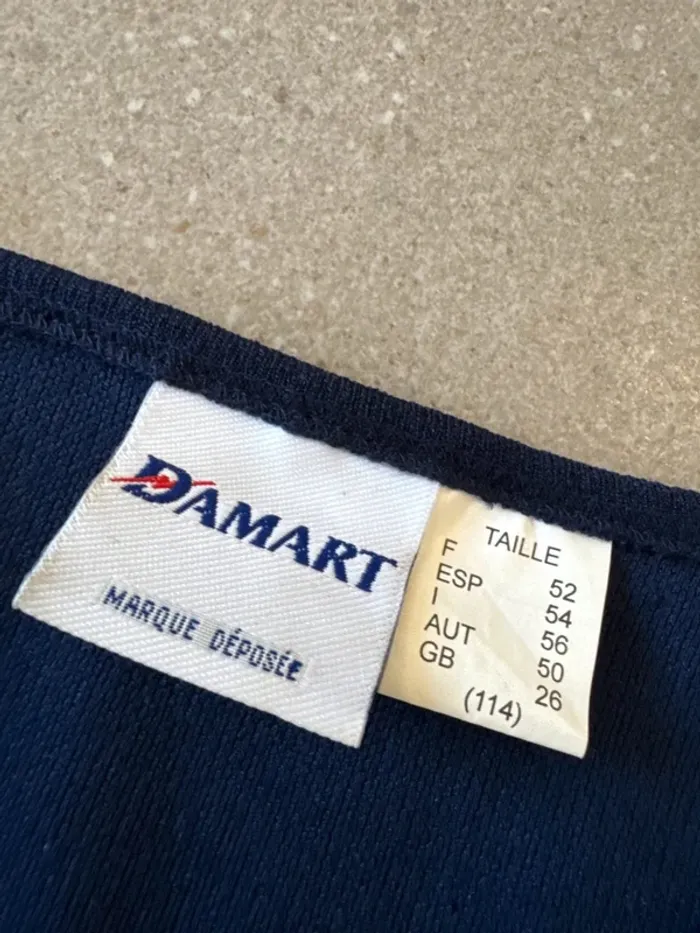 DAMART
MARQUE DÉPOSÉE
TAILLE
F 52
ESP 54
I 56
AUT 50
GB 26
(114)